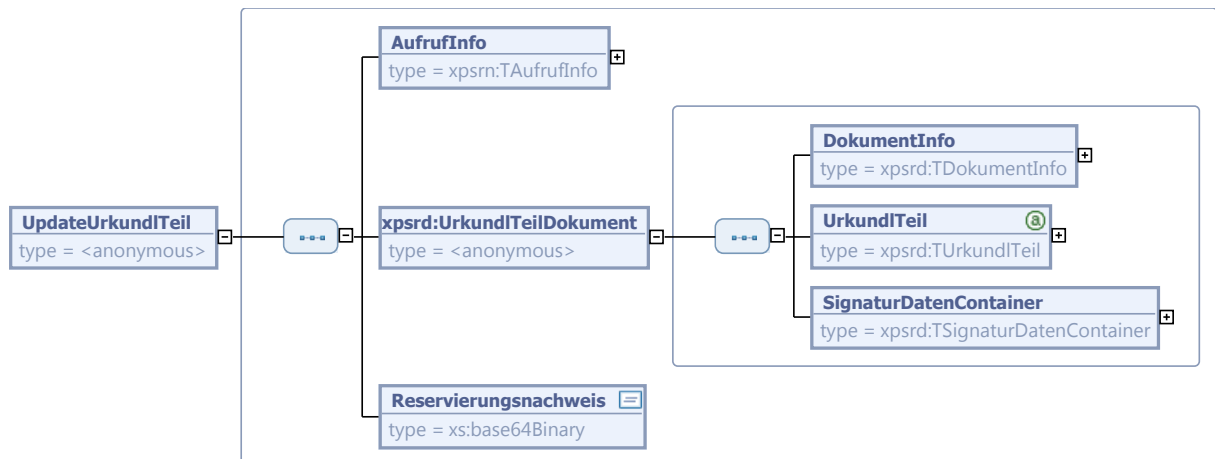 AufrufInfo
type = xpsrn:TAufrufInfo
DokumentInfo
type = xpsrd:TDokumentInfo
UpdateUrkundlTeil
type = <anonymous>
xpsrd:UrkundlTeilDokument
type = <anonymous>
UrkundlTeil
type = xpsrd:TUrkundlTeil
SignaturDatenContainer
type = xpsrd:TSignaturDatenContainer
Reservierungsnachweis
type = xs:base64Binary